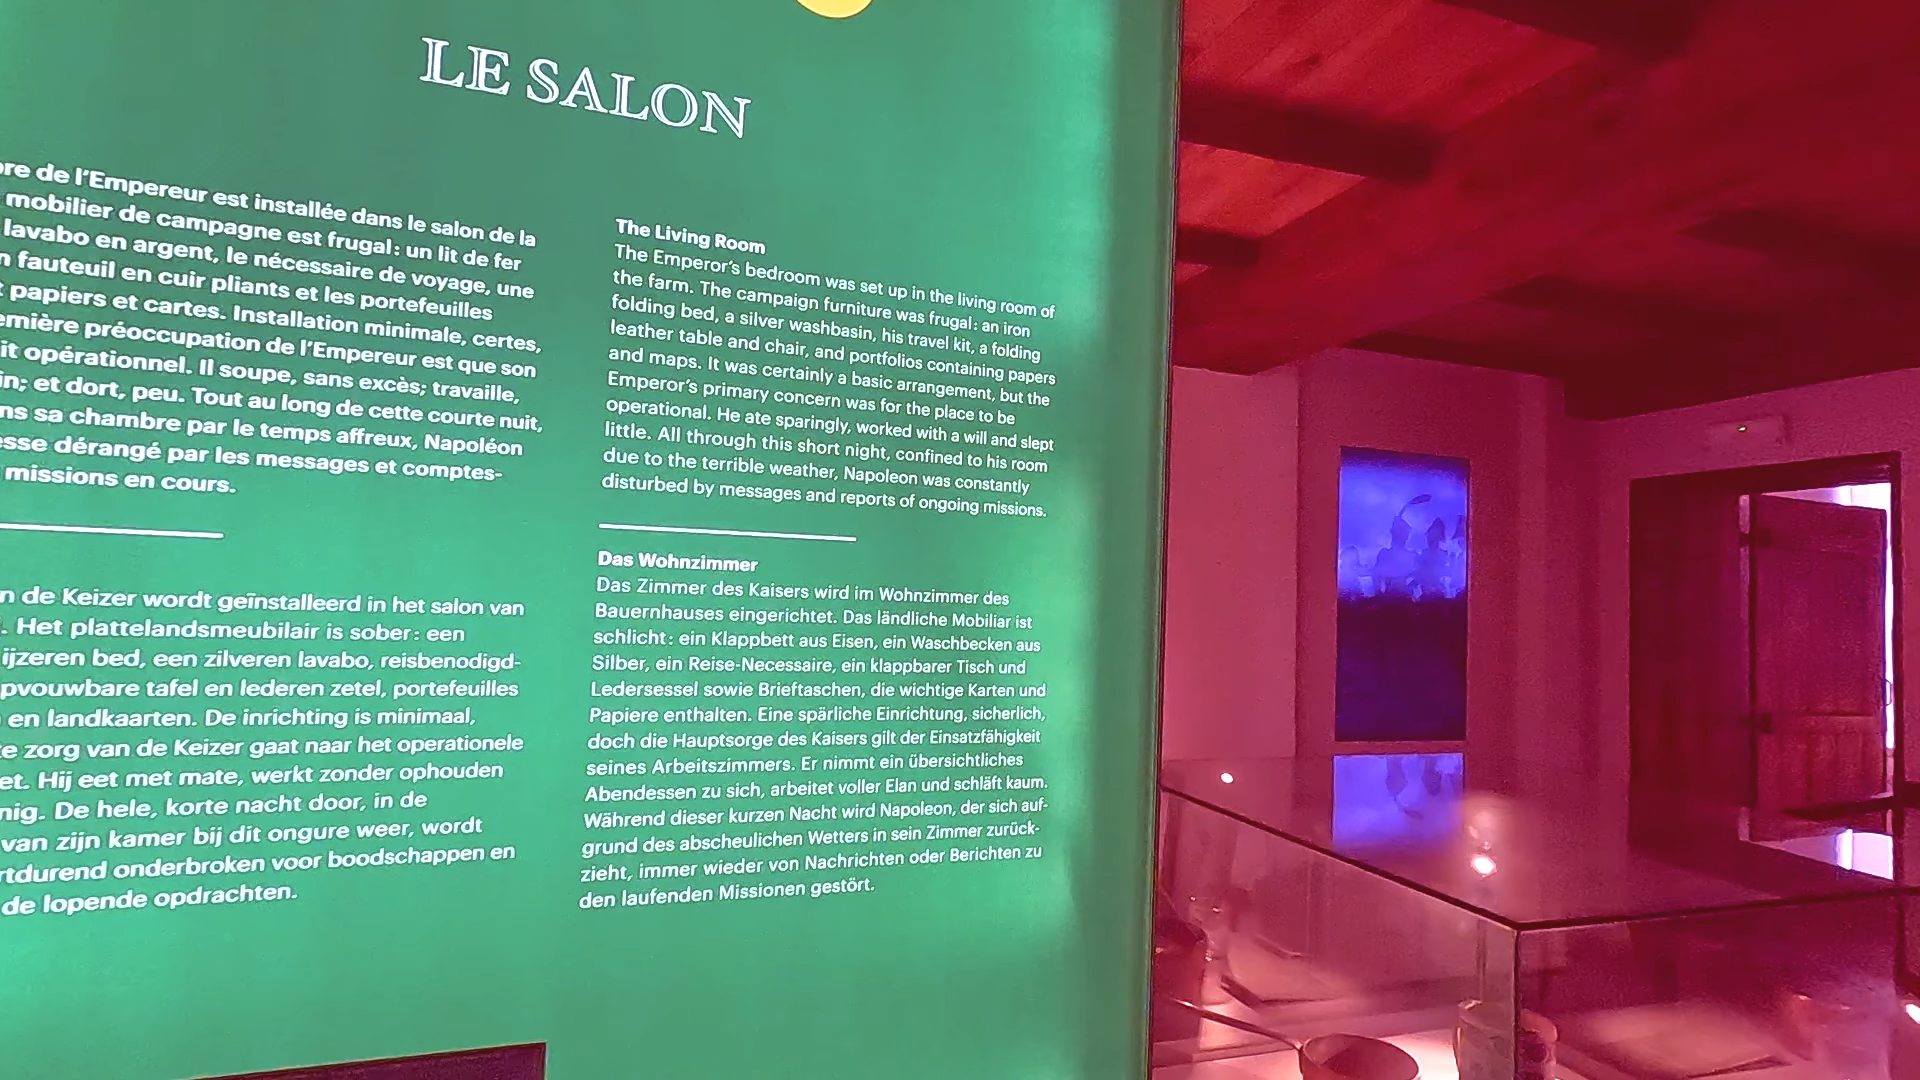 LE SALON
de l'Empereur est installée dans le salon de la
mobilier de campagne est frugal : un lit de fer
lavabo en argent, le nécessaire de voyage, une
fauteuil en cuir pliants et les portefeuilles
papiers et cartes. Installation minimale, certes,
préoccupation de l'Empereur est que son
opérationnel. Il soupe, sans excès; travaille,
et dort, peu. Tout au long de cette courte nuit,
sa chambre par le temps affreux, Napoléon
dérangé par les messages et comptes-
missions en cours.
de Keizer wordt geïnstalleerd in het salon van
. Het plattelandsmeubilair is sober : een
ijzeren bed, een zilveren lavabo, reisbenodigd-
tafel en lederen zetel, portefeuilles
en landkaarten. De inrichting is minimaal,
zorg van de Keizer gaat naar het operationele
Hij eet met mate, werkt zonder ophouden
De hele, korte nacht door, in de
van zijn kamer bij dit ongure weer, wordt
onderbroken voor boodschappen en
de lopende opdrachten.
The Living Room
The Emperor's bedroom was set up in the living room of
the farm. The campaign furniture was frugal : an iron
folding bed, a silver washbasin, his travel kit, a folding
leather table and chair, and portfolios containing papers
and maps. It was certainly a basic arrangement, but the
Emperor's primary concern was for the place to be
operational. He ate sparingly, worked with a will and slept
little. All through this short night, confined to his room
due to the terrible weather, Napoleon was constantly
disturbed by messages and reports of ongoing missions.
Das Wohnzimmer
Das Zimmer des Kaisers wird im Wohnzimmer des
Bauernhauses eingerichtet. Das ländliche Mobiliar ist
schlicht : ein Klappbett aus Eisen, ein Waschbecken aus
Silber, ein Reise-Necessaire, ein klappbarer Tisch und
Ledersessel sowie Brieftaschen, die wichtige Karten und
Papiere enthalten. Eine spärliche Einrichtung, sicherlich,
doch die Hauptsorge des Kaisers gilt der Einsatzfähigkeit
seines Arbeitszimmers. Er nimmt ein übersichtliches
Abendessen zu sich, arbeitet voller Elan und schläft kaum.
Während dieser kurzen Nacht wird Napoleon, der sich auf-
grund des abscheulichen Wetters in sein Zimmer zurück-
zieht, immer wieder von Nachrichten oder Berichten zu
den laufenden Missionen gestört.